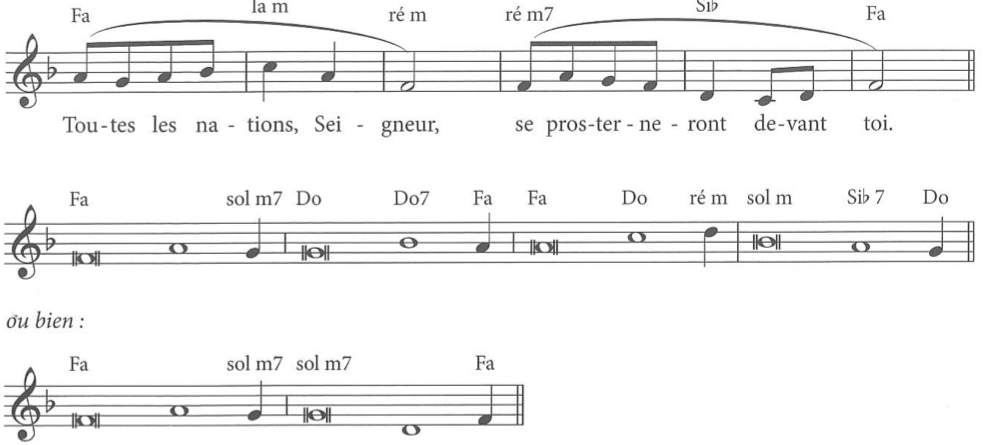 Fa la m ré m ré m7 Si♭ Fa
Tou-tes les na - tions, Sei - gneur, se pros-ter - ne - ront de-vant toi.
Fa sol m7 Do Do7 Fa Fa Do ré m sol m Si♭ 7 Do
ou bien :
Fa sol m7 sol m7 Fa